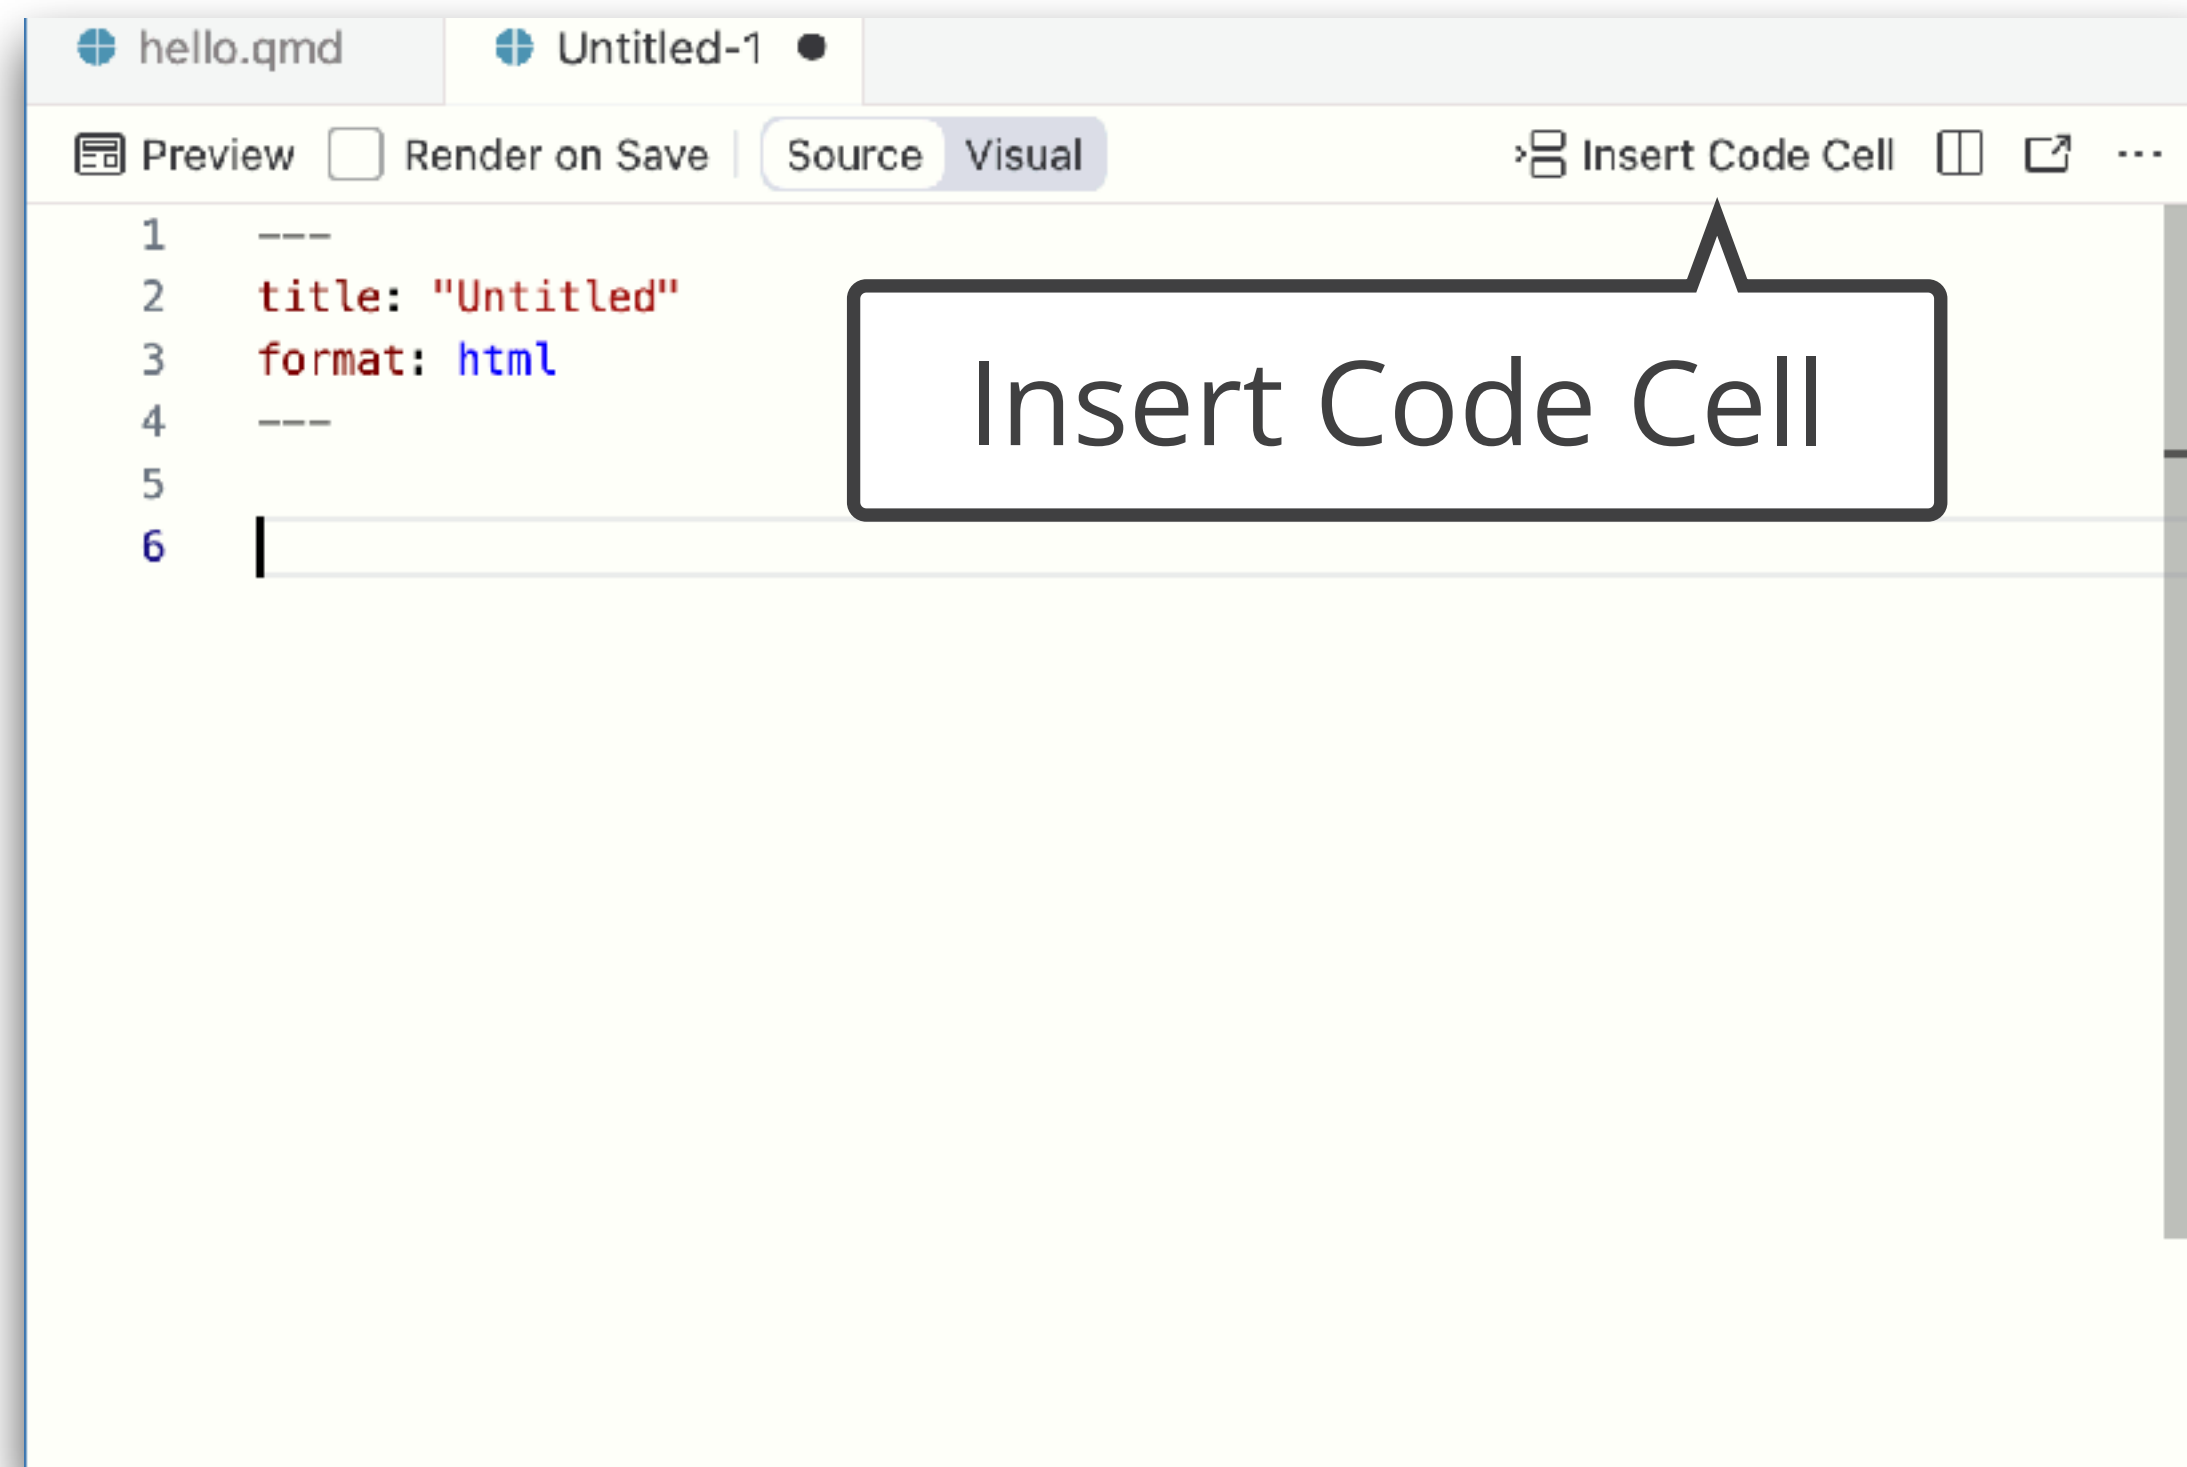 hello.qmd Untitled-1
Preview Render on Save Source Visual Insert Code Cell ...
1 ---
2 title: "Untitled"
3 format: html
4 ---
5
6
Insert Code Cell